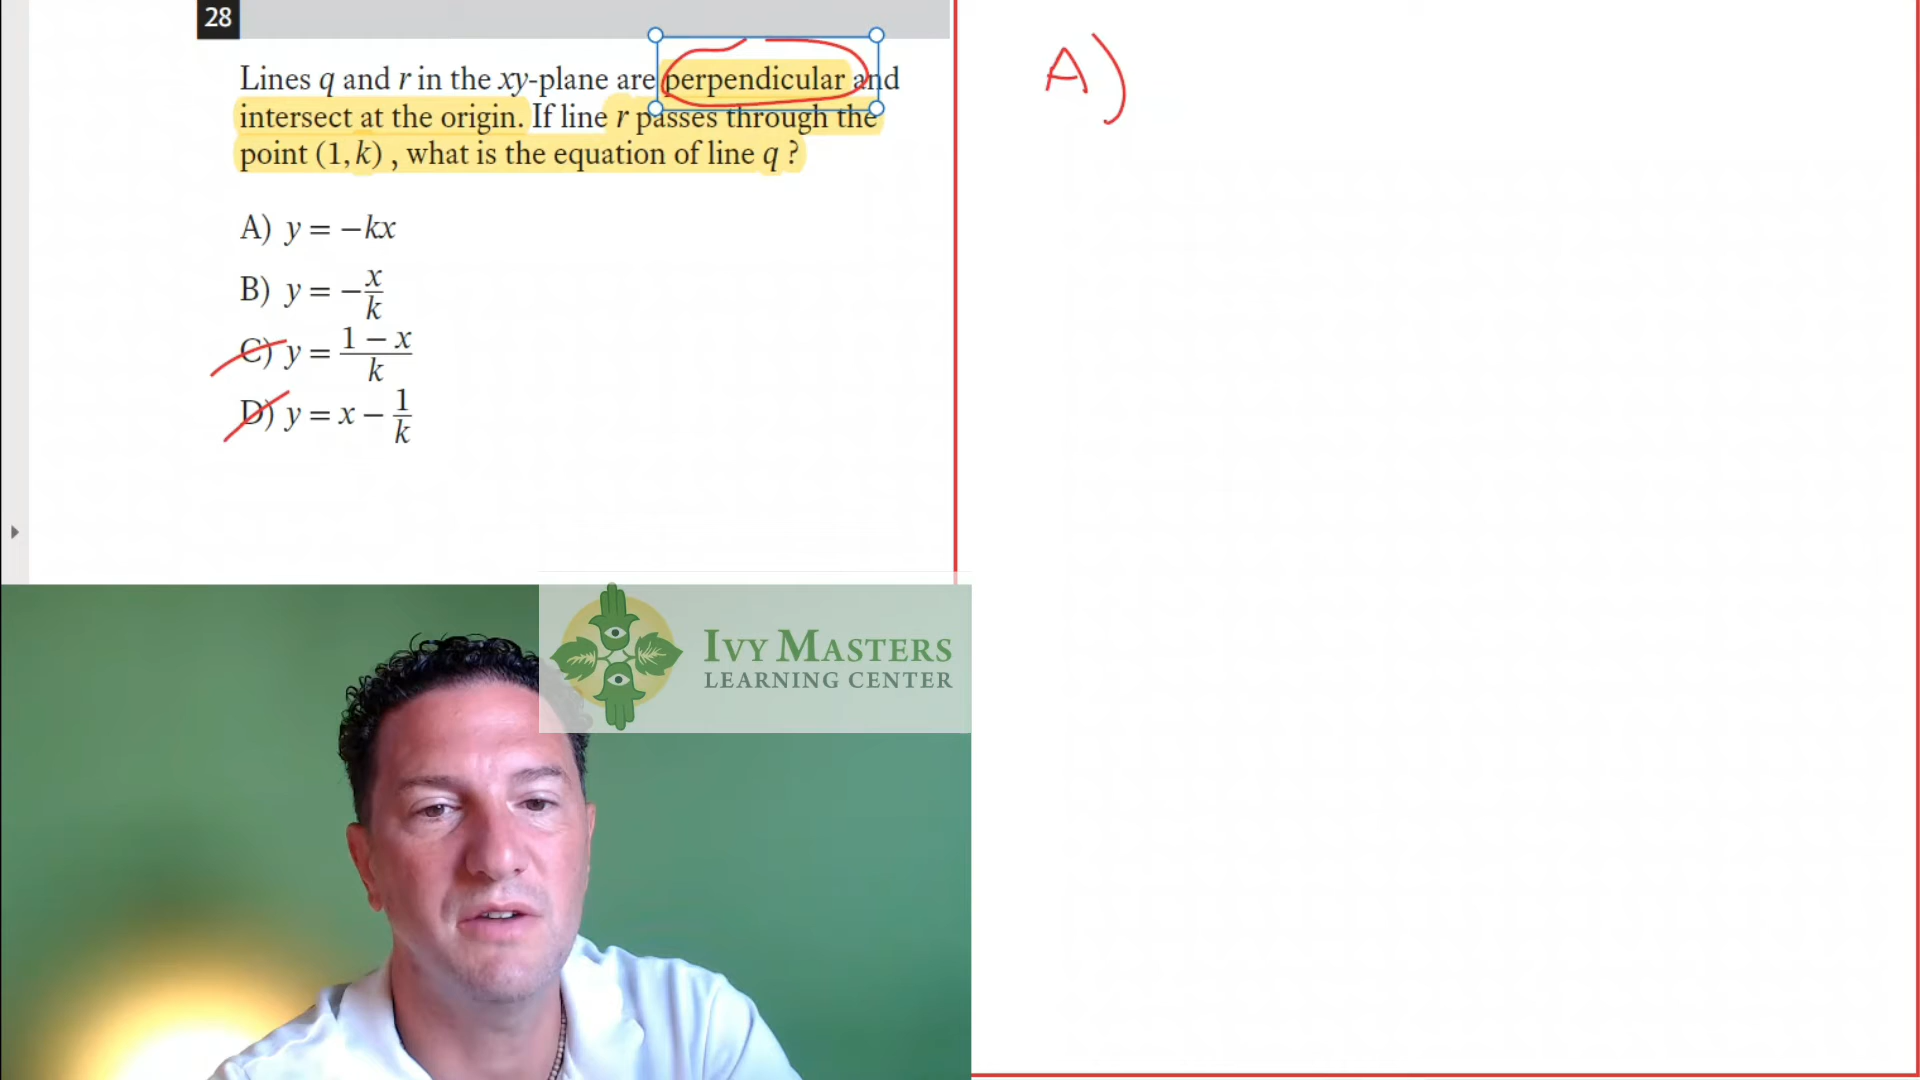 28
Lines q and r in the xy-plane are perpendicular and
intersect at the origin. If line r passes through the
point (1, k) , what is the equation of line q ?
A) y = −kx
B) y = −x/k
C) y = (1 − x)/k
D) y = x − 1/k
A)
IVY MASTERS
LEARNING CENTER